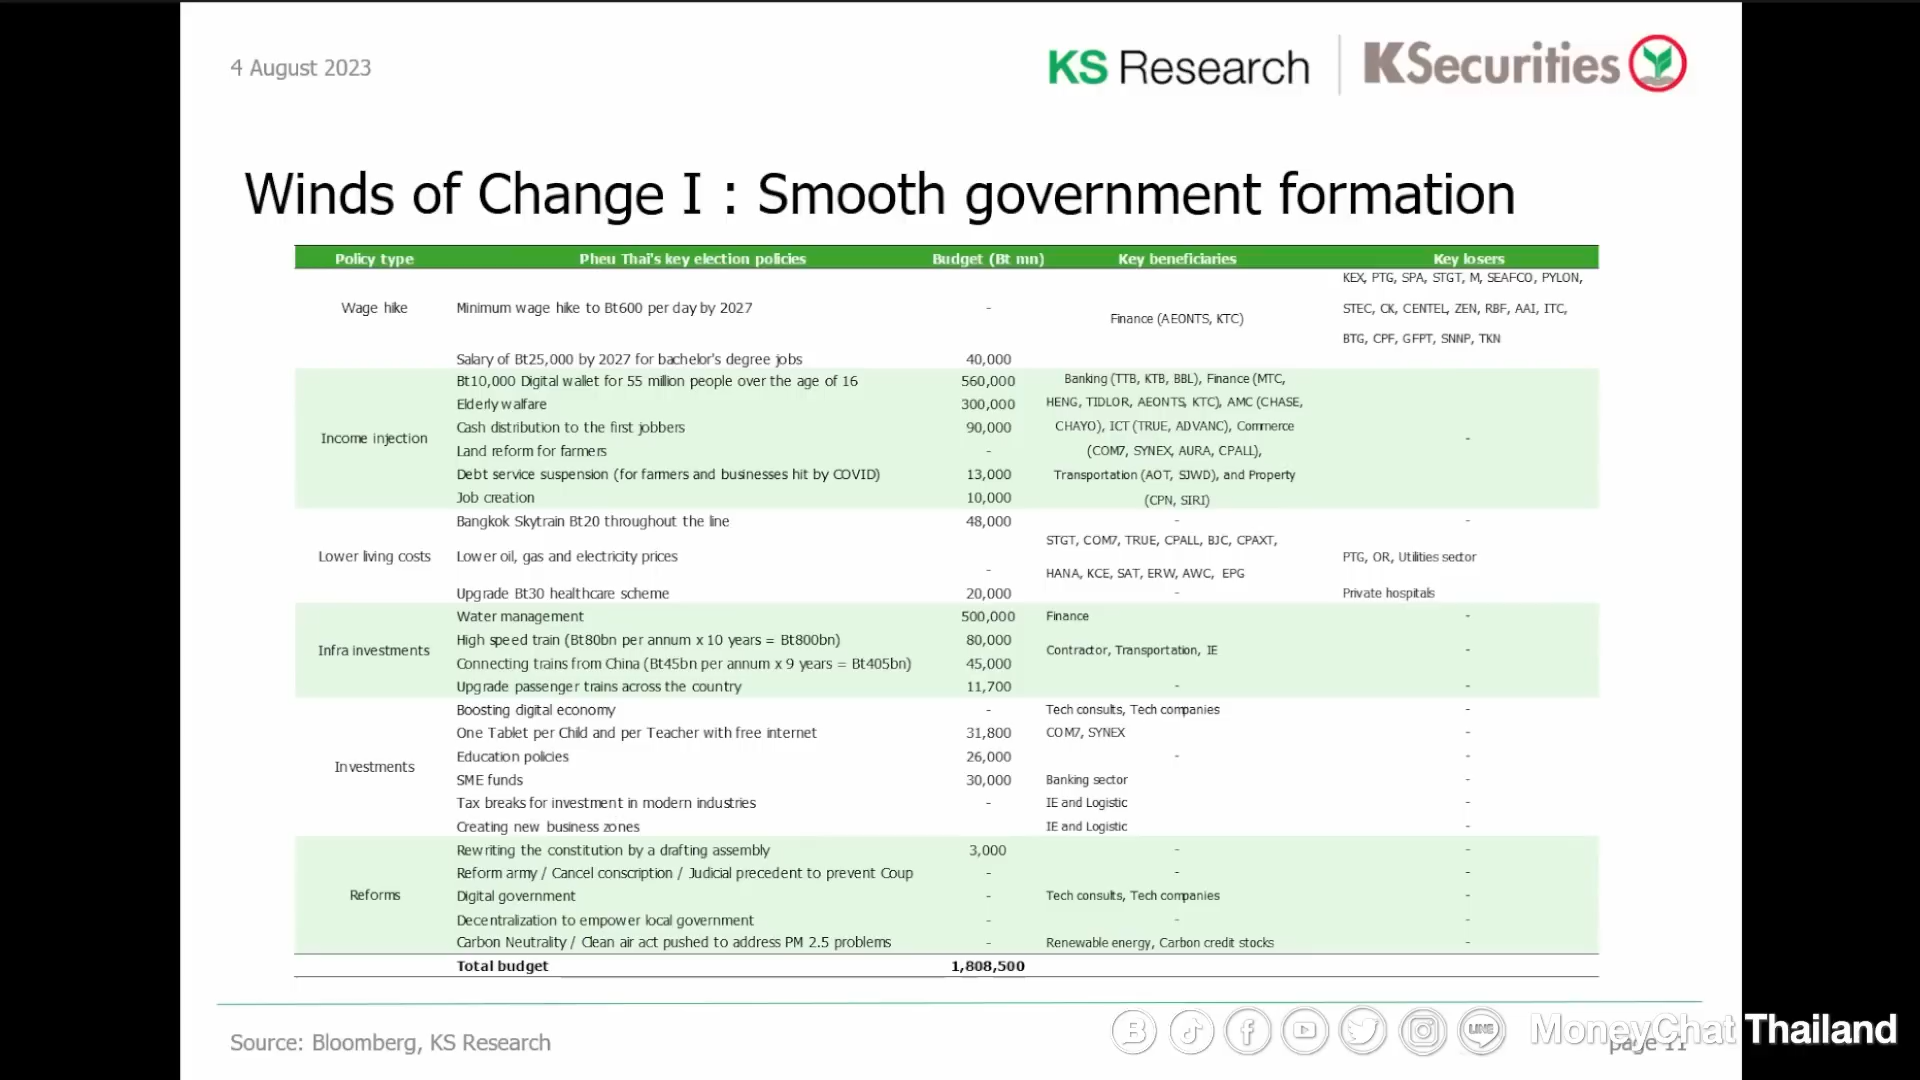 4 August 2023
KS Research | KSecurities
Winds of Change I : Smooth government formation
Policy type Pheu Thai's key election policies Budget (Bt mn) Key beneficiaries Key losers
Wage hike Minimum wage hike to Bt600 per day by 2027 - Finance (AEONTS, KTC) KEX, PTG, SPA, STGT, M, SEAFCO, PYLON,
STEC, CK, CENTEL, ZEN, RBF, AAI, ITC,
BTG, CPF, GFPT, SNNP, TKN
Salary of Bt25,000 by 2027 for bachelor's degree jobs 40,000
Income injection
Bt10,000 Digital wallet for 55 million people over the age of 16 560,000 Banking (TTB, KTB, BBL), Finance (MTC,
Elderly walfare 300,000 HENG, TIDLOR, AEONTS, KTC), AMC (CHASE,
Cash distribution to the first jobbers 90,000 CHAYO), ICT (TRUE, ADVANC), Commerce
-
Land reform for farmers - (COM7, SYNEX, AURA, CPALL),
Debt service suspension (for farmers and businesses hit by COVID) 13,000 Transportation (AOT, SJWD), and Property
Job creation 10,000 (CPN, SIRI)
Lower living costs
Bangkok Skytrain Bt20 throughout the line 48,000 - -
Lower oil, gas and electricity prices - STGT, COM7, TRUE, CPALL, BJC, CPAXT, PTG, OR, Utilities sector
HANA, KCE, SAT, ERW, AWC, EPG
Upgrade Bt30 healthcare scheme 20,000 - Private hospitals
Infra investments
Water management 500,000 Finance -
High speed train (Bt80bn per annum x 10 years = Bt800bn) 80,000 Contractor, Transportation, IE -
Connecting trains from China (Bt45bn per annum x 9 years = Bt405bn) 45,000
Upgrade passenger trains across the country 11,700 - -
Investments
Boosting digital economy - Tech consults, Tech companies -
One Tablet per Child and per Teacher with free internet 31,800 COM7, SYNEX -
Education policies 26,000 - -
SME funds 30,000 Banking sector -
Tax breaks for investment in modern industries - IE and Logistic -
Creating new business zones IE and Logistic -
Reforms
Rewriting the constitution by a drafting assembly 3,000 - -
Reform army / Cancel conscription / Judicial precedent to prevent Coup - - -
Digital government - Tech consults, Tech companies -
Decentralization to empower local government - - -
Carbon Neutrality / Clean air act pushed to address PM 2.5 problems - Renewable energy, Carbon credit stocks -
Total budget 1,808,500
Source: Bloomberg, KS Research
LINE
MoneyChat Thailand
page 11